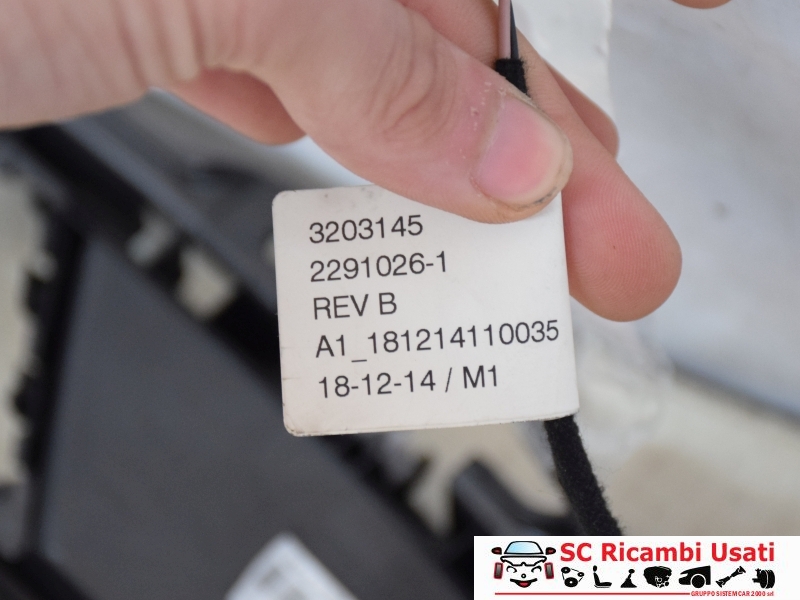 3203145
2291026-1
REV B
A1_181214110035
18-12-14 / M1
SC Ricambi Usati
GRUPPO SISTEMCAR 2000 srl